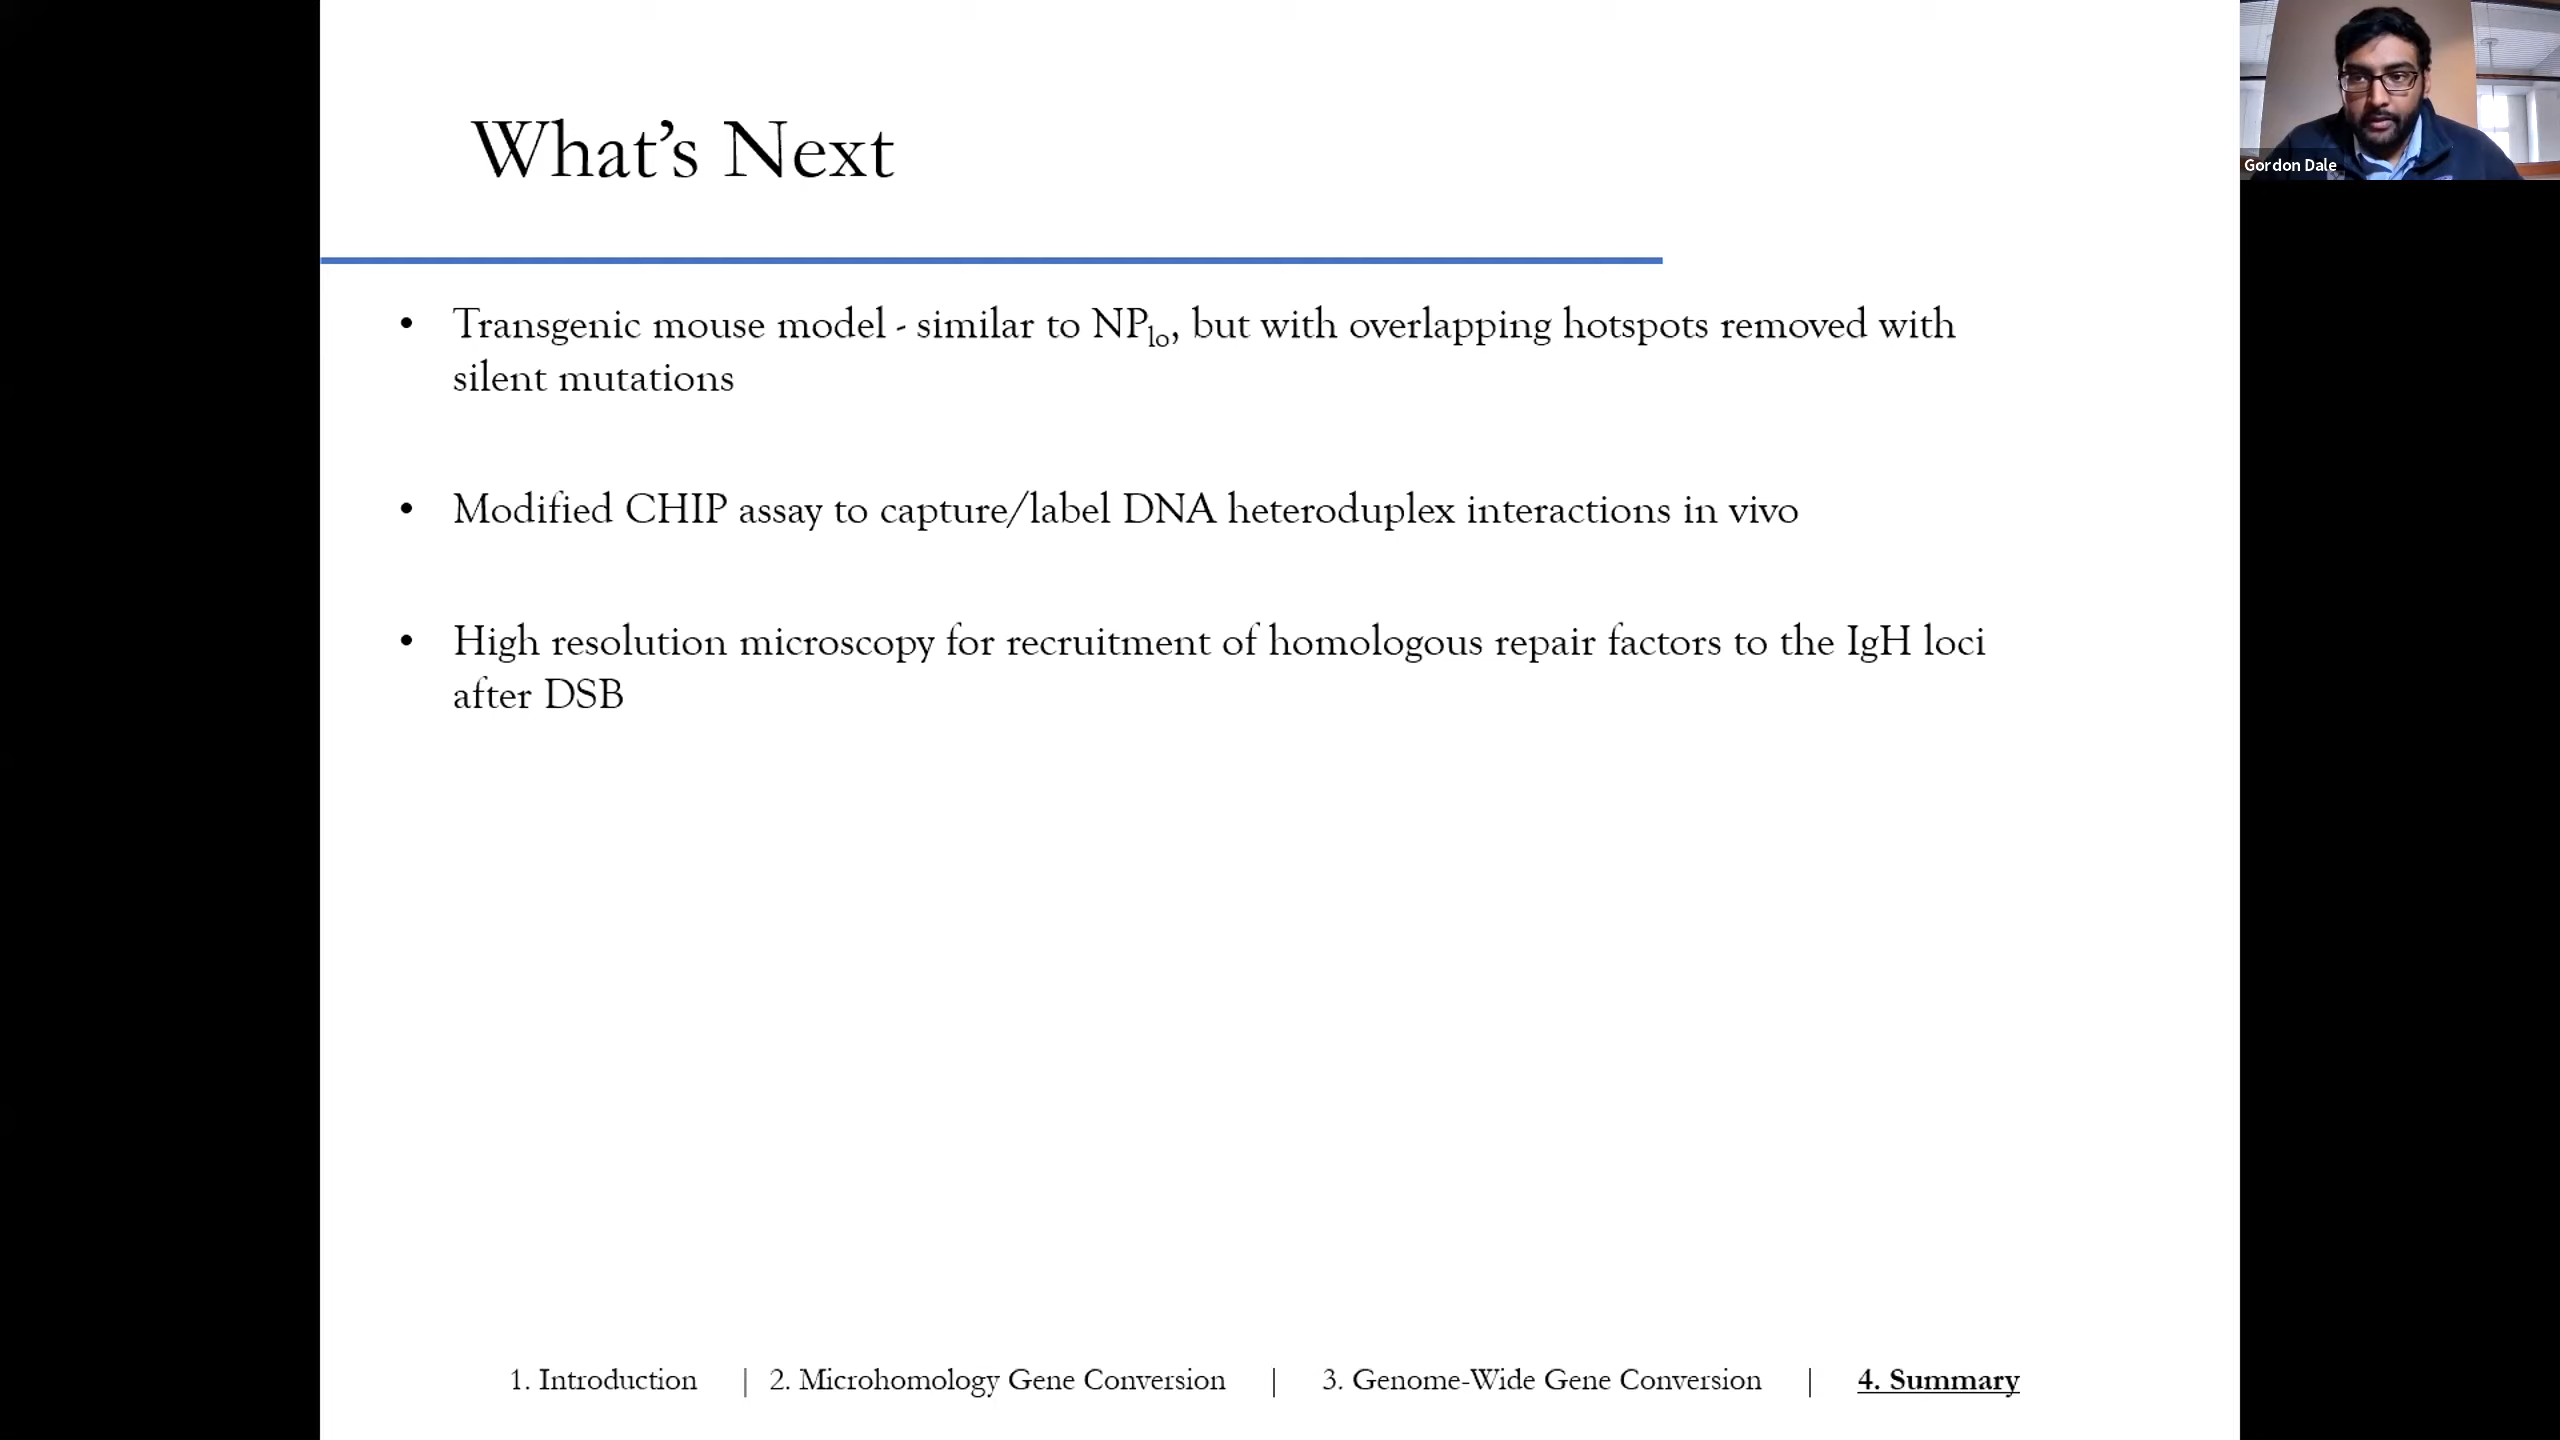 What’s Next
• Transgenic mouse model - similar to NPlo, but with overlapping hotspots removed with
silent mutations
• Modified CHIP assay to capture/label DNA heteroduplex interactions in vivo
• High resolution microscopy for recruitment of homologous repair factors to the IgH loci
after DSB
1. Introduction | 2. Microhomology Gene Conversion | 3. Genome-Wide Gene Conversion | 4. Summary
Gordon Dale